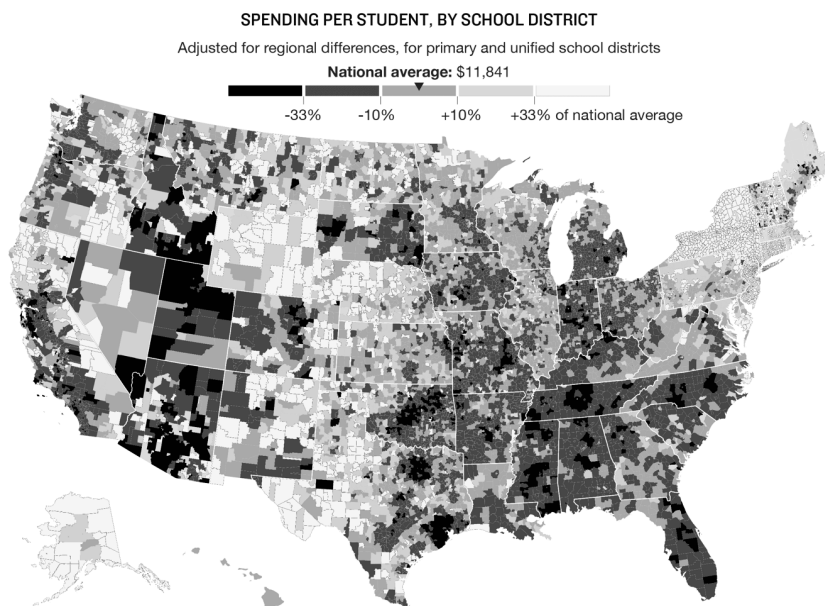 SPENDING PER STUDENT, BY SCHOOL DISTRICT
Adjusted for regional differences, for primary and unified school districts
National average: $11,841
-33% -10% +10% +33% of national average